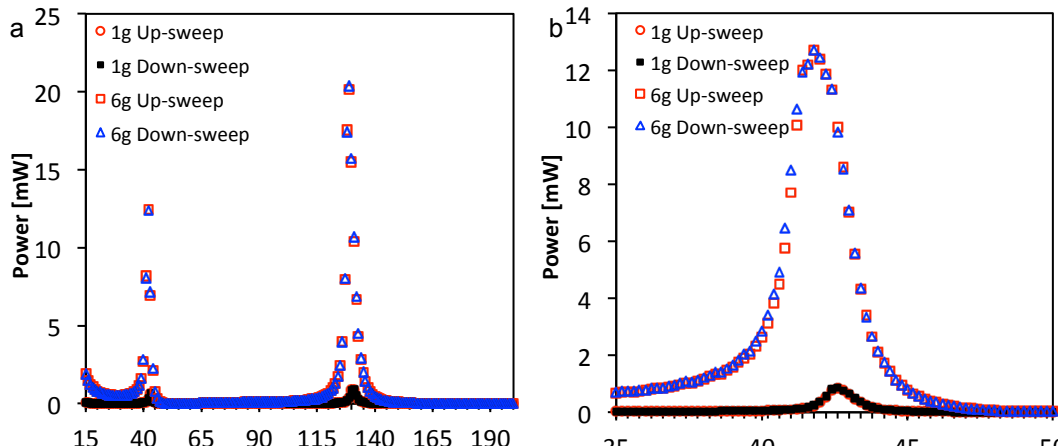 a
25
20
15
10
5
0
Power [mW]
1g Up-sweep
1g Down-sweep
6g Up-sweep
6g Down-sweep
15 40 65 90 115 140 165 190
b
14
12
10
8
6
4
2
0
Power [mW]
1g Up-sweep
1g Down-sweep
6g Up-sweep
6g Down-sweep
40 45